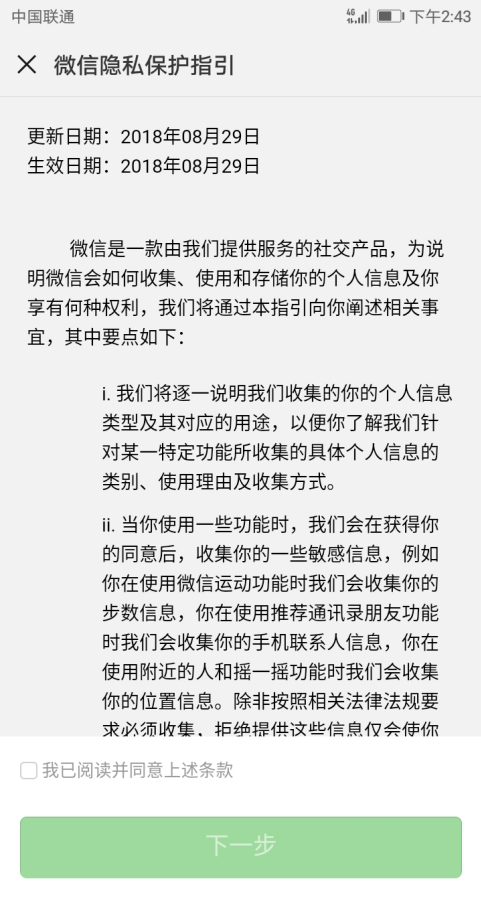 中国联通 4G 下午2:43
微信隐私保护指引
更新日期：2018年08月29日
生效日期：2018年08月29日
微信是一款由我们提供服务的社交产品，为说
明微信会如何收集、使用和存储你的个人信息及你
享有何种权利，我们将通过本指引向你阐述相关事
宜，其中要点如下：
i. 我们将逐一说明我们收集的你的个人信息
类型及其对应的用途，以便你了解我们针
对某一特定功能所收集的具体个人信息的
类别、使用理由及收集方式。
ii. 当你使用一些功能时，我们会在获得你
的同意后，收集你的一些敏感信息，例如
你在使用微信运动功能时我们会收集你的
步数信息，你在使用推荐通讯录朋友功能
时我们会收集你的手机联系人信息，你在
使用附近的人和摇一摇功能时我们会收集
你的位置信息。除非按照相关法律法规要
求必须收集，拒绝提供这些信息仅会使你
我已阅读并同意上述条款
下一步